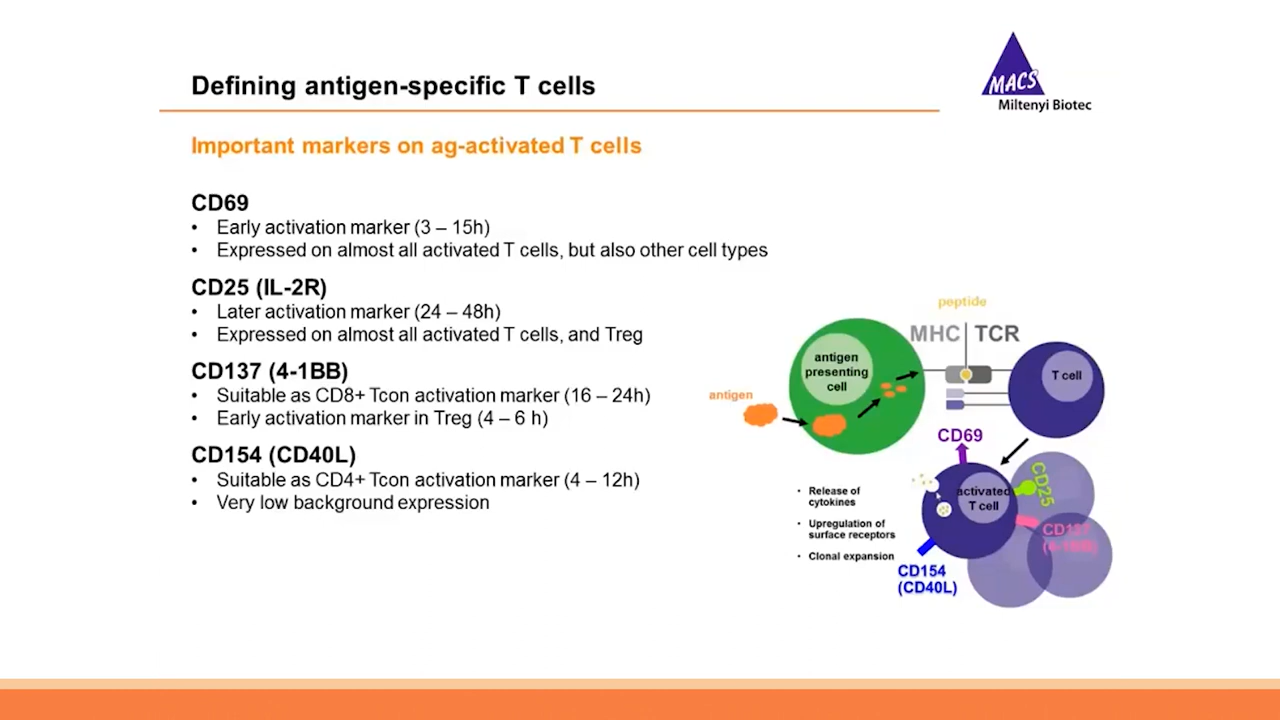 Defining antigen-specific T cells
MACS
Miltenyi Biotec
Important markers on ag-activated T cells
CD69
• Early activation marker (3 – 15h)
• Expressed on almost all activated T cells, but also other cell types
CD25 (IL-2R)
• Later activation marker (24 – 48h)
• Expressed on almost all activated T cells, and Treg
CD137 (4-1BB)
• Suitable as CD8+ Tcon activation marker (16 – 24h)
• Early activation marker in Treg (4 – 6 h)
CD154 (CD40L)
• Suitable as CD4+ Tcon activation marker (4 – 12h)
• Very low background expression
peptide
MHC TCR
antigen
presenting
cell
T cell
antigen
CD69
activated
T cell
CD25
CD137
(4-1BB)
CD154
(CD40L)
• Release of
cytokines
• Upregulation of
surface receptors
• Clonal expansion